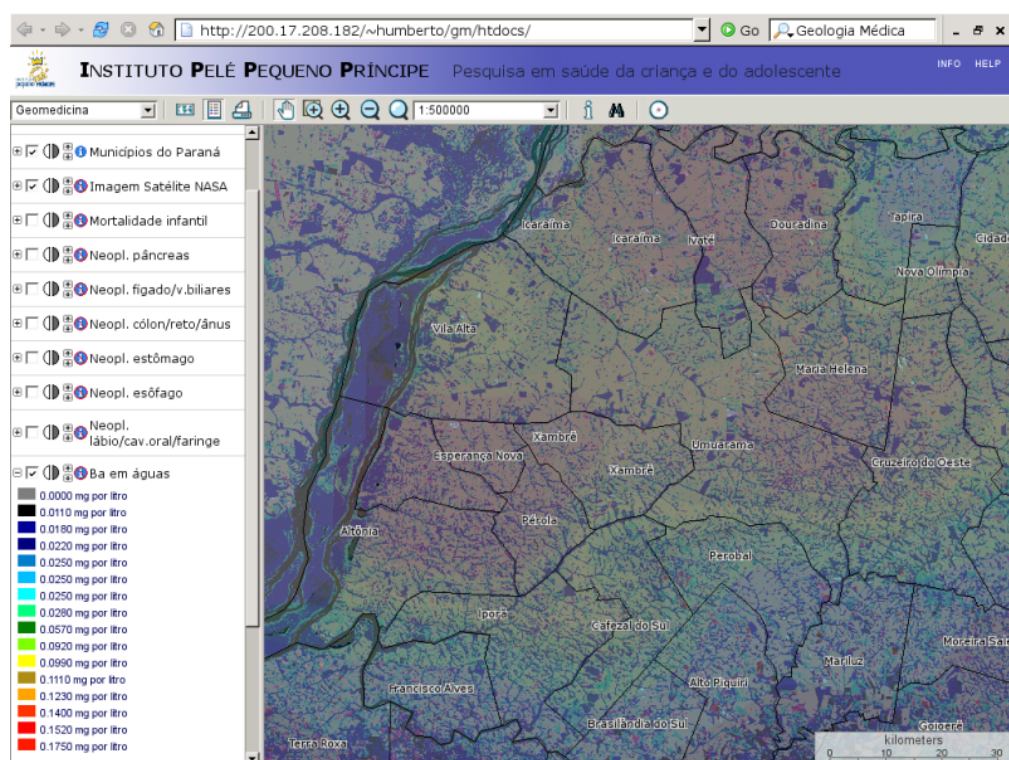 http://200.17.208.182/~humberto/gm/htdocs/
Go
Geologia Médica
INSTITUTO PELÉ PEQUENO PRÍNCIPE
Pesquisa em saúde da criança e do adolescente
INFO HELP
Geomedicina
1:500000
Municípios do Paraná
Imagem Satélite NASA
Mortalidade infantil
Neopl. pâncreas
Neopl. fígado/v.biliares
Neopl. cólon/reto/ânus
Neopl. estômago
Neopl. esôfago
Neopl.
lábio/cav.oral/faringe
Ba em águas
0.0000 mg por litro
0.0110 mg por litro
0.0180 mg por litro
0.0220 mg por litro
0.0250 mg por litro
0.0250 mg por litro
0.0250 mg por litro
0.0280 mg por litro
0.0570 mg por litro
0.0920 mg por litro
0.0990 mg por litro
0.1110 mg por litro
0.1230 mg por litro
0.1400 mg por litro
0.1520 mg por litro
0.1750 mg por litro
Icaraíma
Icaraíma
Ivaté
Douradina
Tapira
Cidad
Nova Olímpia
Vila Alta
Maria Helena
Xambrê
Esperança Nova
Umuarama
Xambrê
Cruzeiro do Oeste
Pérola
Altônia
Perobal
Iporã
Cafezal do Sul
Moreira Sal
Mariluz
Francisco Alves
Alto Piquiri
Brasilândia do Sul
Goioerê
Terra Roxa
kilometers
0 10 20 30